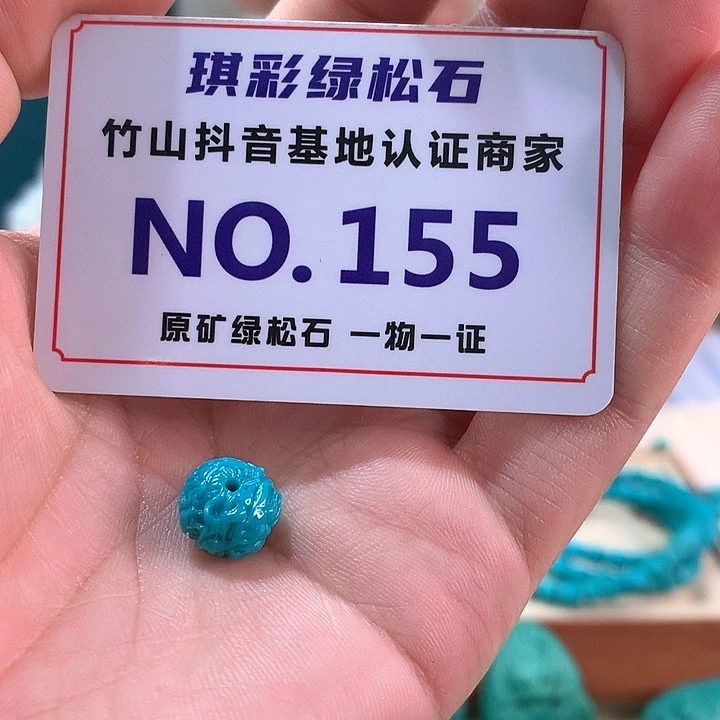 琪彩绿松石
竹山抖音基地认证商家
NO.155
原矿绿松石 一物一证